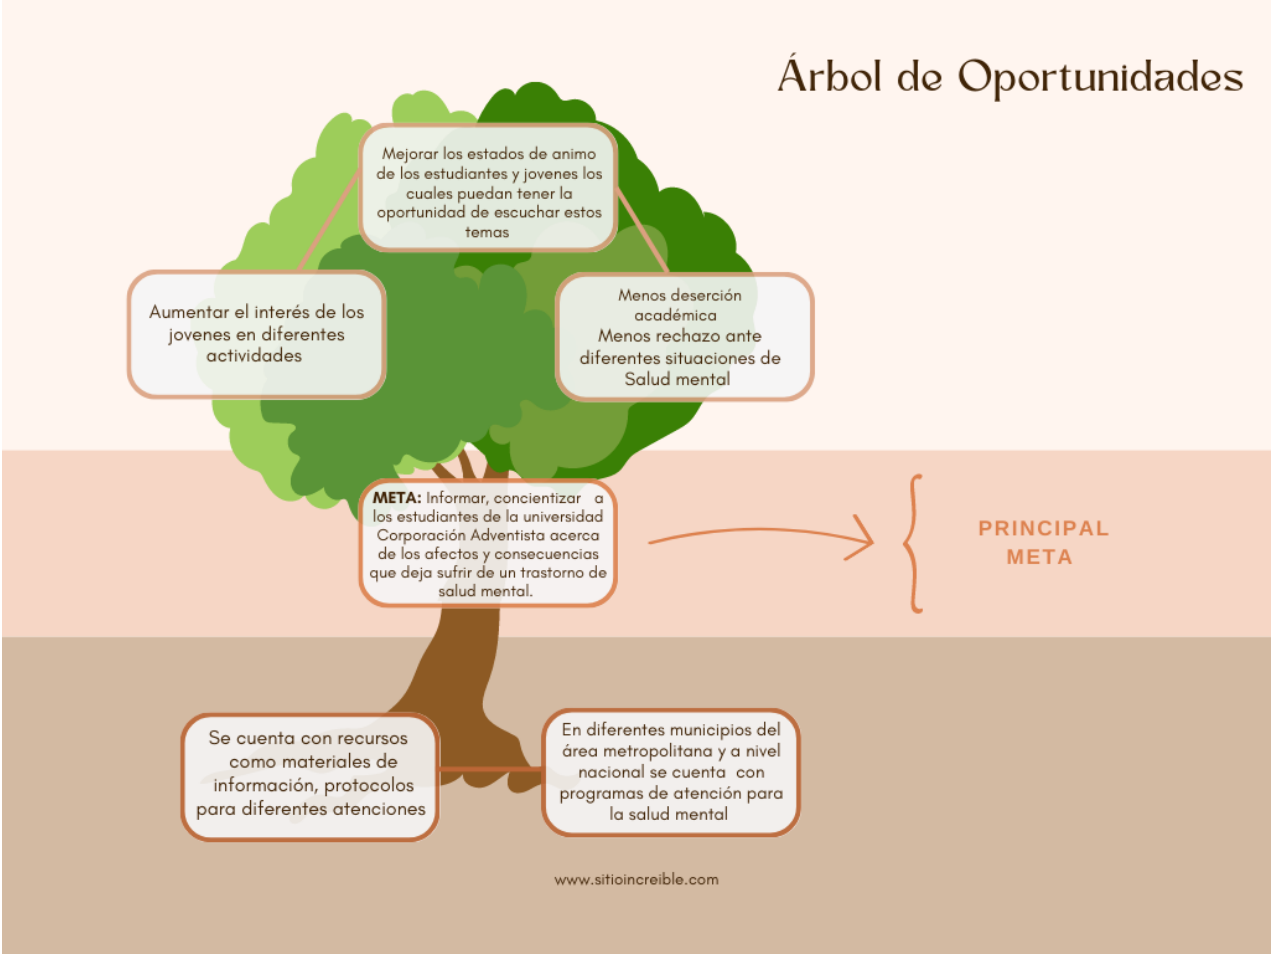 Árbol de Oportunidades
Mejorar los estados de animo
de los estudiantes y jovenes los
cuales puedan tener la
oportunidad de escuchar estos
temas
Aumentar el interés de los
jovenes en diferentes
actividades
Menos deserción
académica
Menos rechazo ante
diferentes situaciones de
Salud mental
META: Informar, concientizar a
los estudiantes de la universidad
Corporación Adventista acerca
de los afectos y consecuencias
que deja sufrir de un trastorno de
salud mental.
PRINCIPAL
META
Se cuenta con recursos
como materiales de
información, protocolos
para diferentes atenciones
En diferentes municipios del
área metropolitana y a nivel
nacional se cuenta con
programas de atención para
la salud mental
www.sitioincreible.com